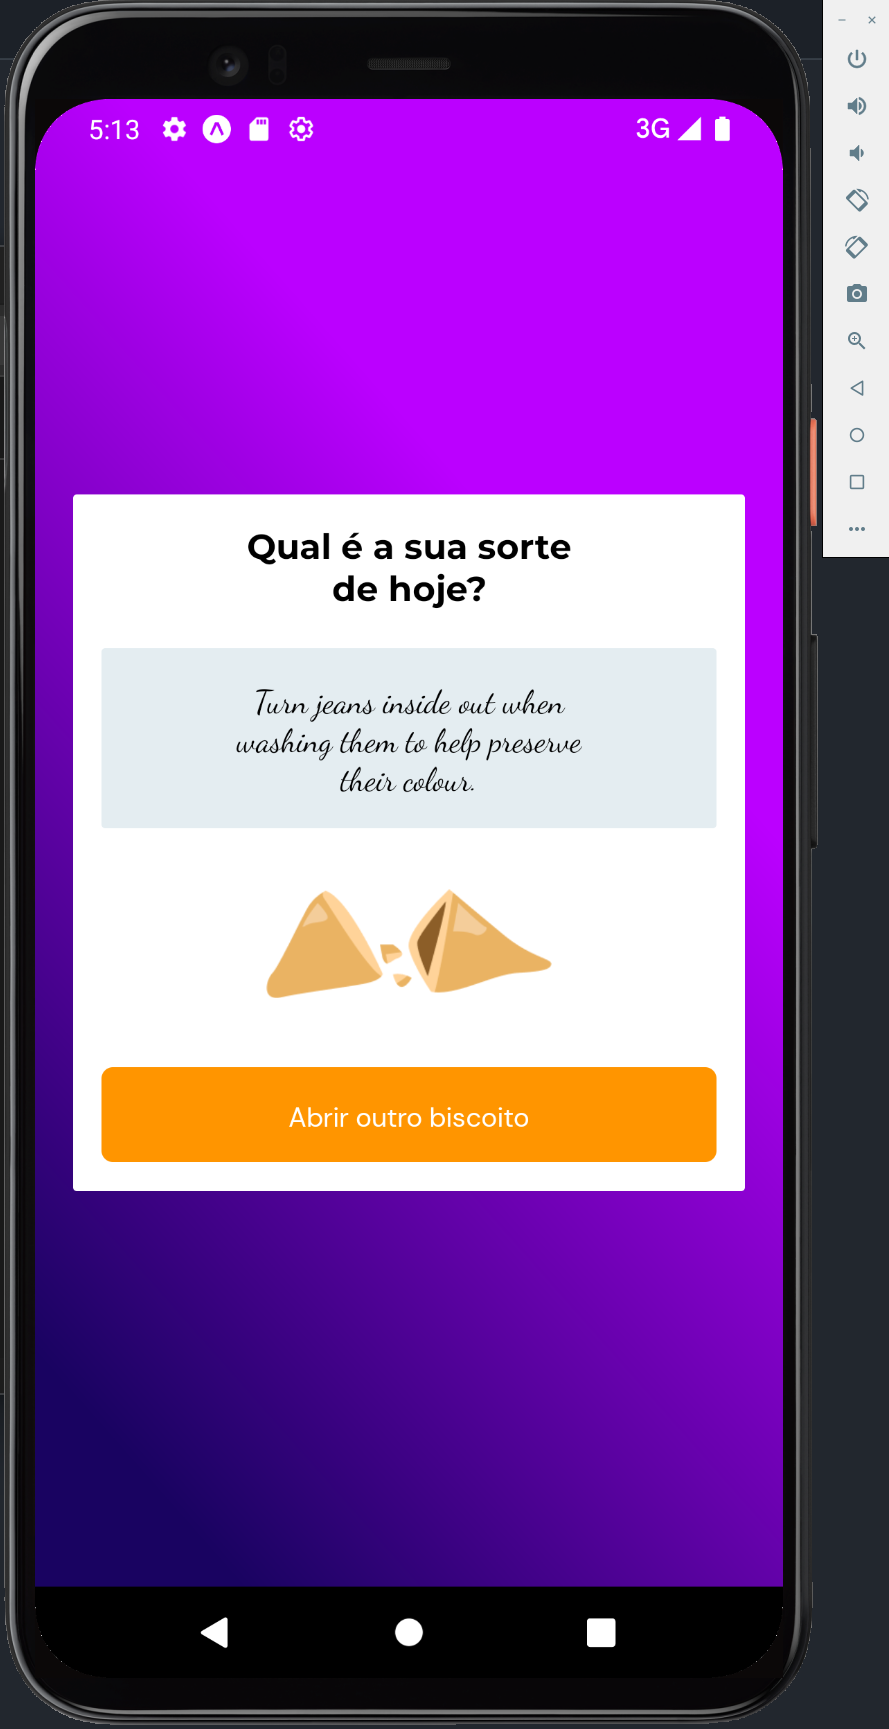 5:13
3G
Qual é a sua sorte
de hoje?
Turn jeans inside out when
washing them to help preserve
their colour.
Abrir outro biscoito